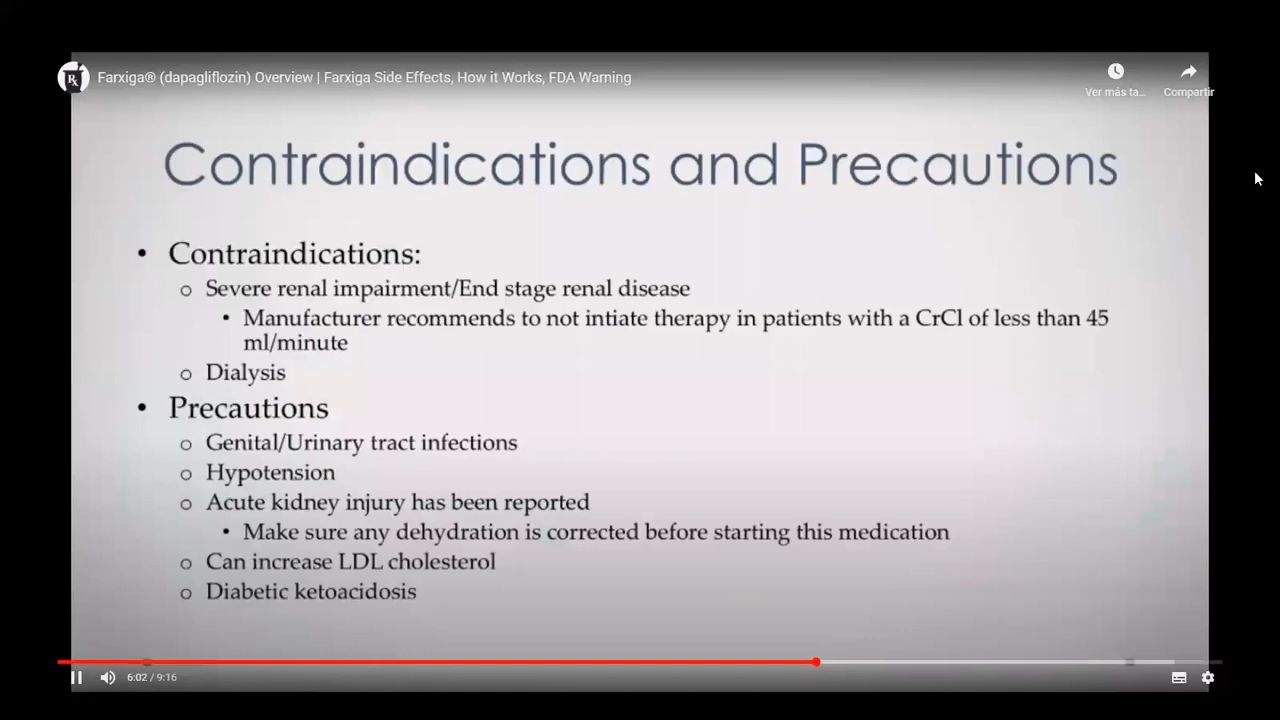 Farxiga® (dapagliflozin) Overview | Farxiga Side Effects, How it Works, FDA Warning
Ver más ta...
Compartir
Contraindications and Precautions
• Contraindications:
o Severe renal impairment/End stage renal disease
• Manufacturer recommends to not intiate therapy in patients with a CrCl of less than 45
ml/minute
o Dialysis
• Precautions
o Genital/Urinary tract infections
o Hypotension
o Acute kidney injury has been reported
• Make sure any dehydration is corrected before starting this medication
o Can increase LDL cholesterol
o Diabetic ketoacidosis
6:02 / 9:16